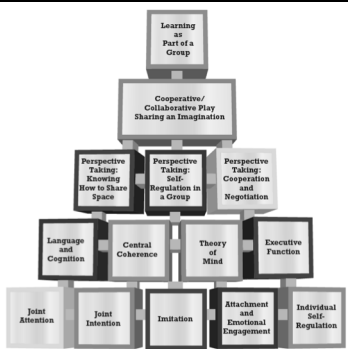 Learning
as
Part of a
Group
Cooperative/
Collaborative Play
Sharing an Imagination
Perspective
Taking:
Knowing
How to Share
Space
Perspective
Taking:
Self-
Regulation in
a Group
Perspective
Taking:
Cooperation
and
Negotiation
Language
and
Cognition
Central
Coherence
Theory
of
Mind
Executive
Function
Joint
Attention
Joint
Intention
Imitation
Attachment
and
Emotional
Engagement
Individual
Self-
Regulation